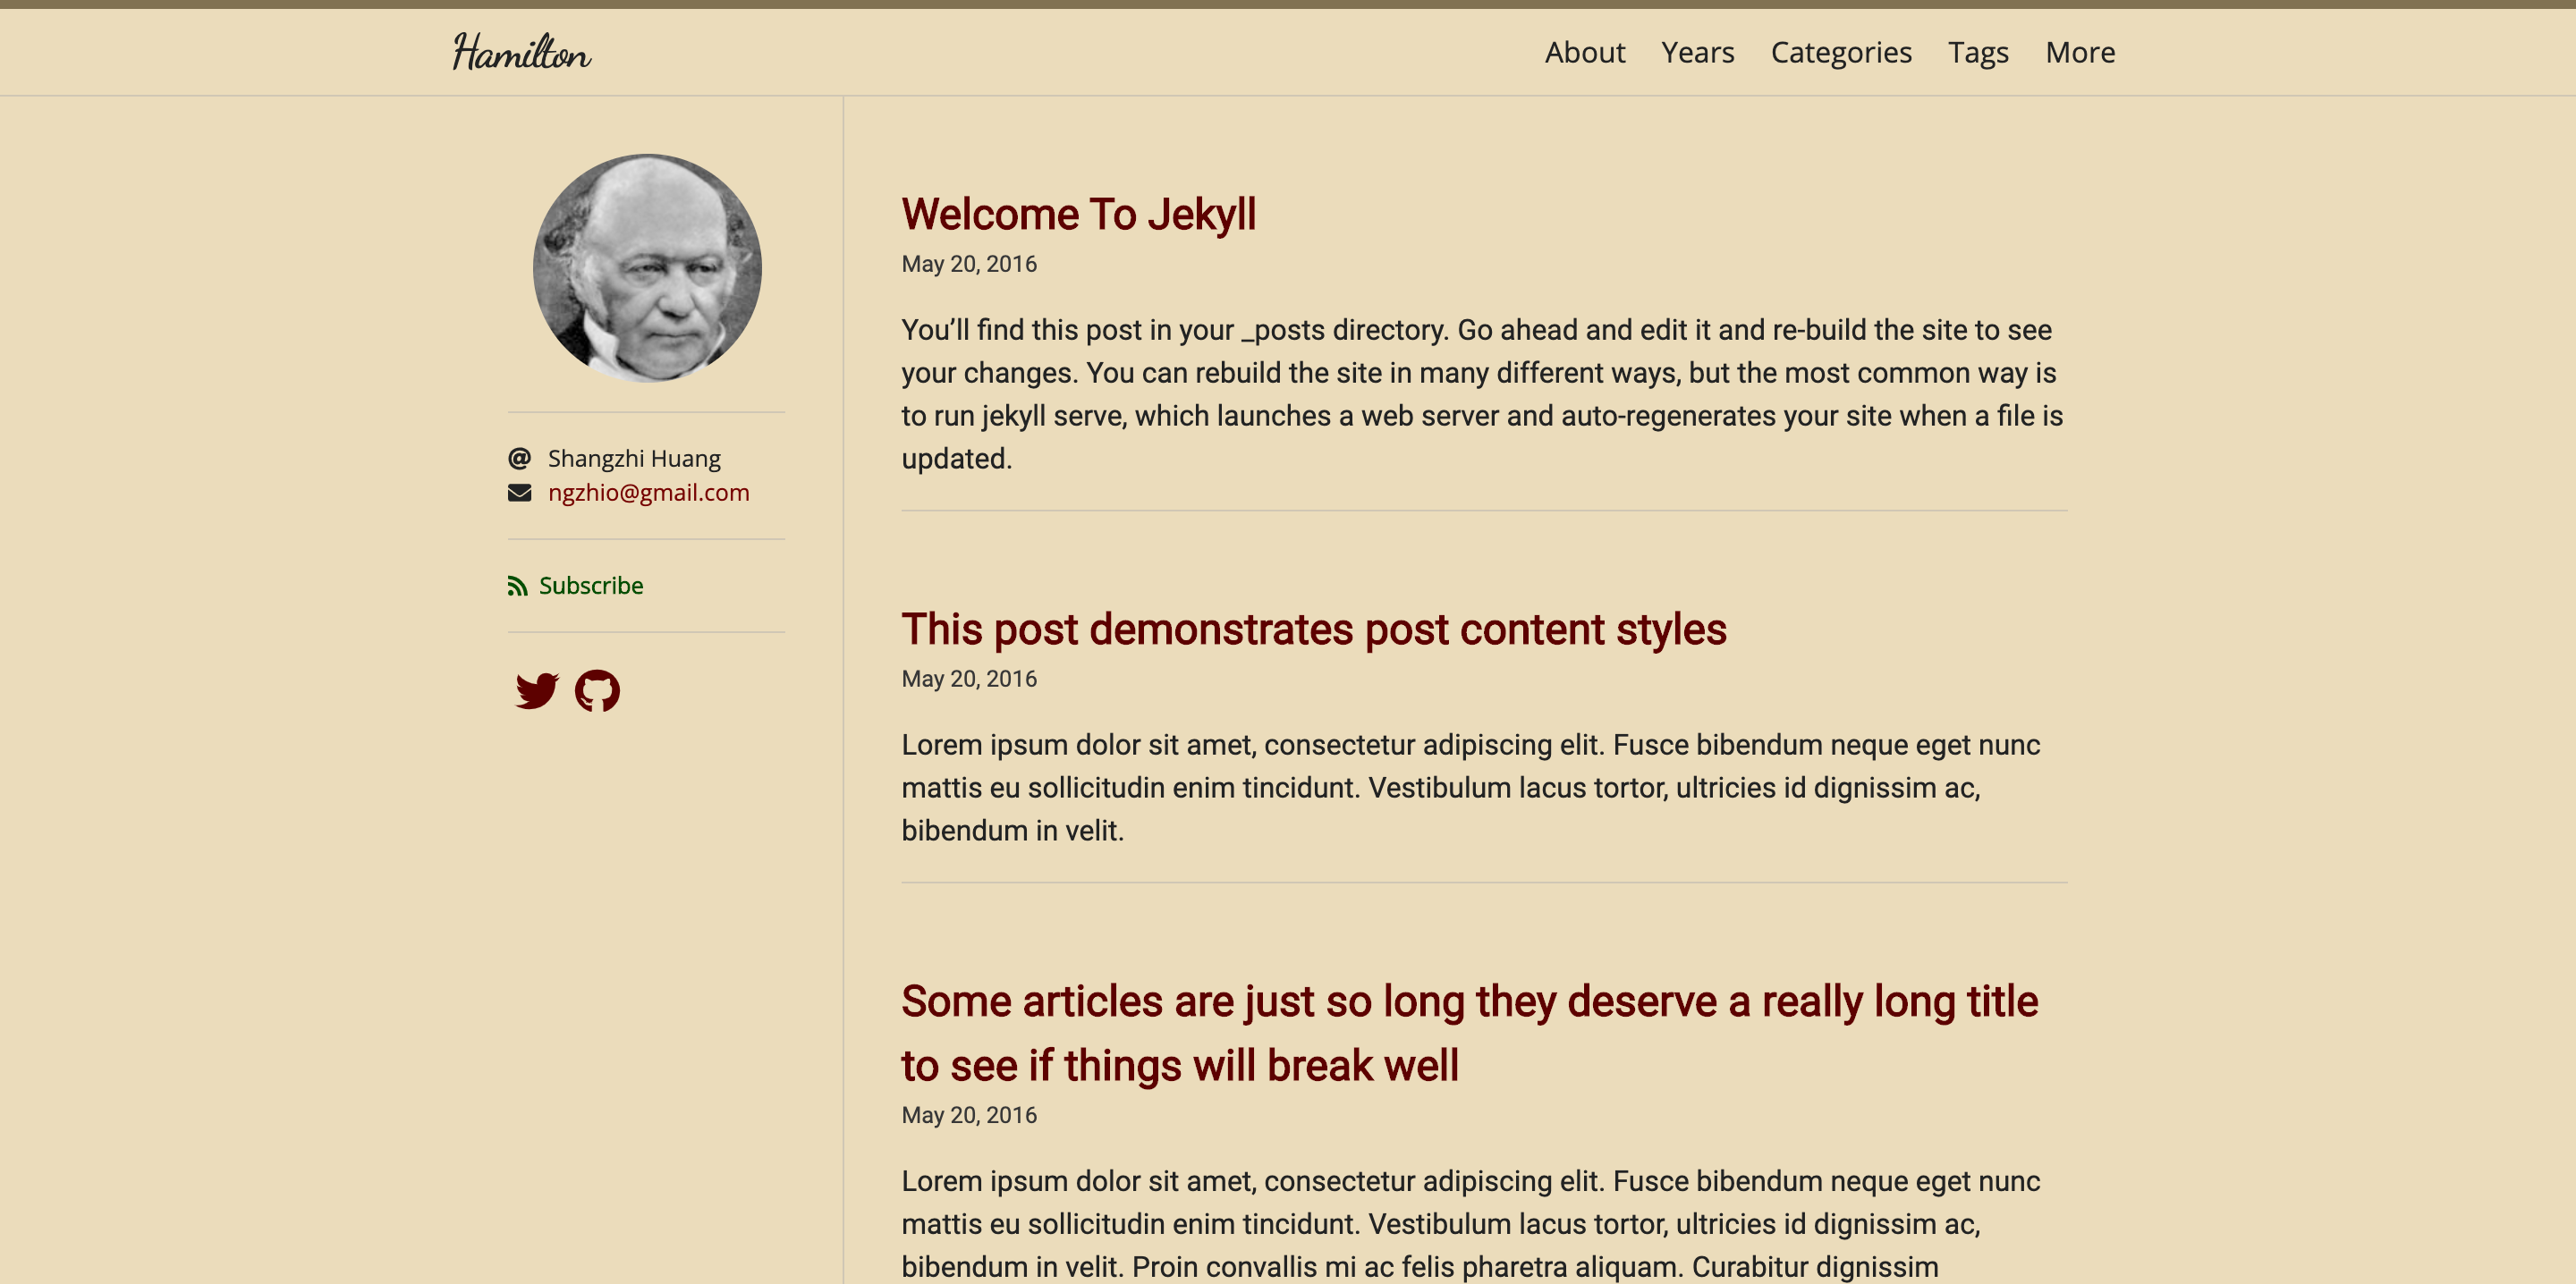 Hamilton
About Years Categories Tags More
Shangzhi Huang
ngzhio@gmail.com
Subscribe
Welcome To Jekyll
May 20, 2016
You’ll find this post in your _posts directory. Go ahead and edit it and re-build the site to see
your changes. You can rebuild the site in many different ways, but the most common way is
to run jekyll serve, which launches a web server and auto-regenerates your site when a file is
updated.
This post demonstrates post content styles
May 20, 2016
Lorem ipsum dolor sit amet, consectetur adipiscing elit. Fusce bibendum neque eget nunc
mattis eu sollicitudin enim tincidunt. Vestibulum lacus tortor, ultricies id dignissim ac,
bibendum in velit.
Some articles are just so long they deserve a really long title
to see if things will break well
May 20, 2016
Lorem ipsum dolor sit amet, consectetur adipiscing elit. Fusce bibendum neque eget nunc
mattis eu sollicitudin enim tincidunt. Vestibulum lacus tortor, ultricies id dignissim ac,
bibendum in velit. Proin convallis mi ac felis pharetra aliquam. Curabitur dignissim